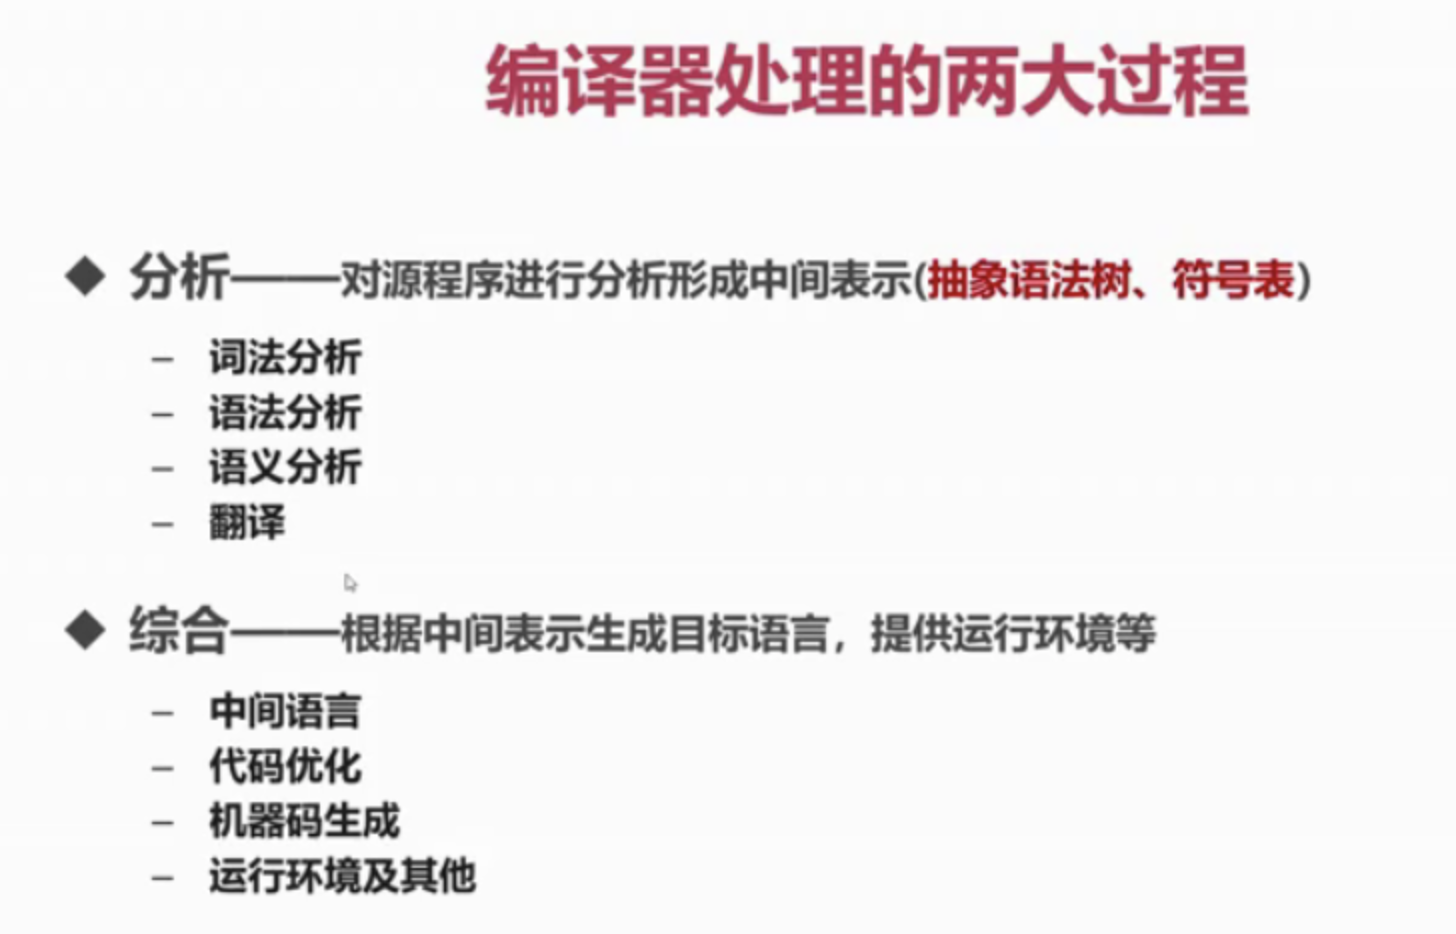 编译器处理的两大过程
◆ 分析——对源程序进行分析形成中间表示(抽象语法树、符号表)
– 词法分析
– 语法分析
– 语义分析
– 翻译
◆ 综合——根据中间表示生成目标语言，提供运行环境等
– 中间语言
– 代码优化
– 机器码生成
– 运行环境及其他